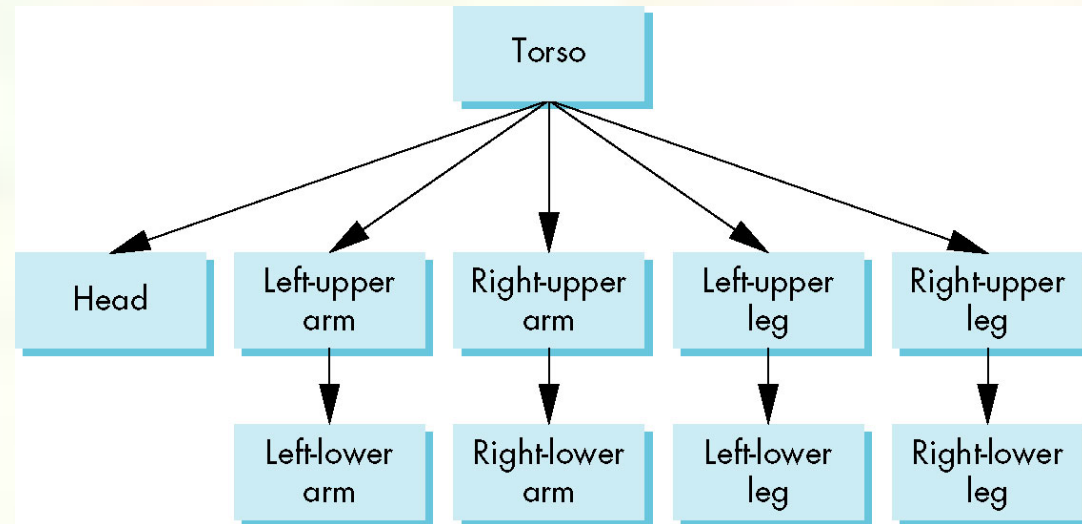 Torso
Head
Left-upper
arm
Right-upper
arm
Left-upper
leg
Right-upper
leg
Left-lower
arm
Right-lower
arm
Left-lower
leg
Right-lower
leg